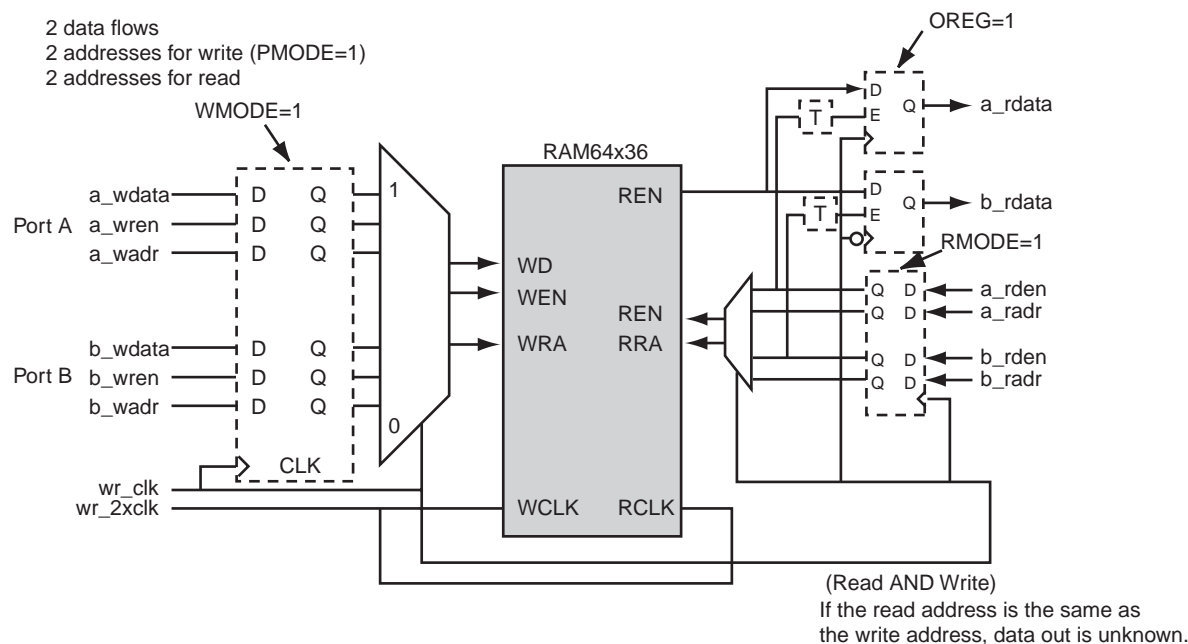 2 data flows
2 addresses for write (PMODE=1)
2 addresses for read
WMODE=1
OREG=1
D
E
Q
T
a_rdata
RAM64x36
REN
D
E
Q
T
b_rdata
RMODE=1
Port A
a_wdata
a_wren
a_wadr
D Q
D Q
D Q
1
WD
WEN
WRA
REN
RRA
Q D
Q D
Q D
Q D
a_rden
a_radr
b_rden
b_radr
Port B
b_wdata
b_wren
b_wadr
D Q
D Q
D Q
0
CLK
wr_clk
wr_2xclk
WCLK
RCLK
(Read AND Write)
If the read address is the same as
the write address, data out is unknown.